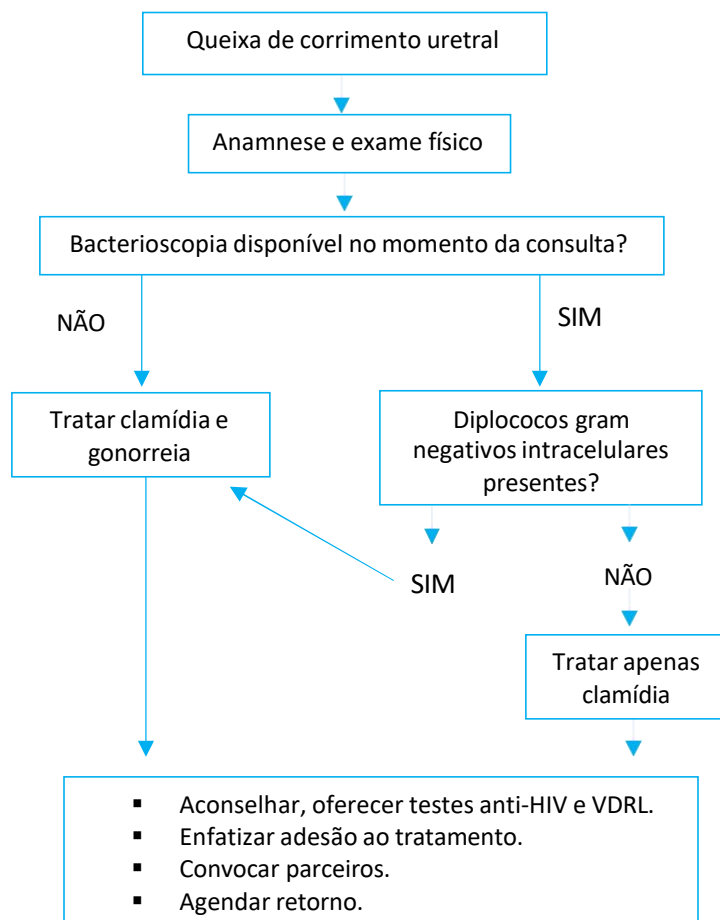 Queixa de corrimento uretral
Anamnese e exame físico
Bacterioscopia disponível no momento da consulta?
NÃO
SIM
Tratar clamídia e
gonorreia
Diplococos gram
negativos intracelulares
presentes?
SIM
NÃO
Tratar apenas
clamídia
▪ Aconselhar, oferecer testes anti-HIV e VDRL.
▪ Enfatizar adesão ao tratamento.
▪ Convocar parceiros.
▪ Agendar retorno.